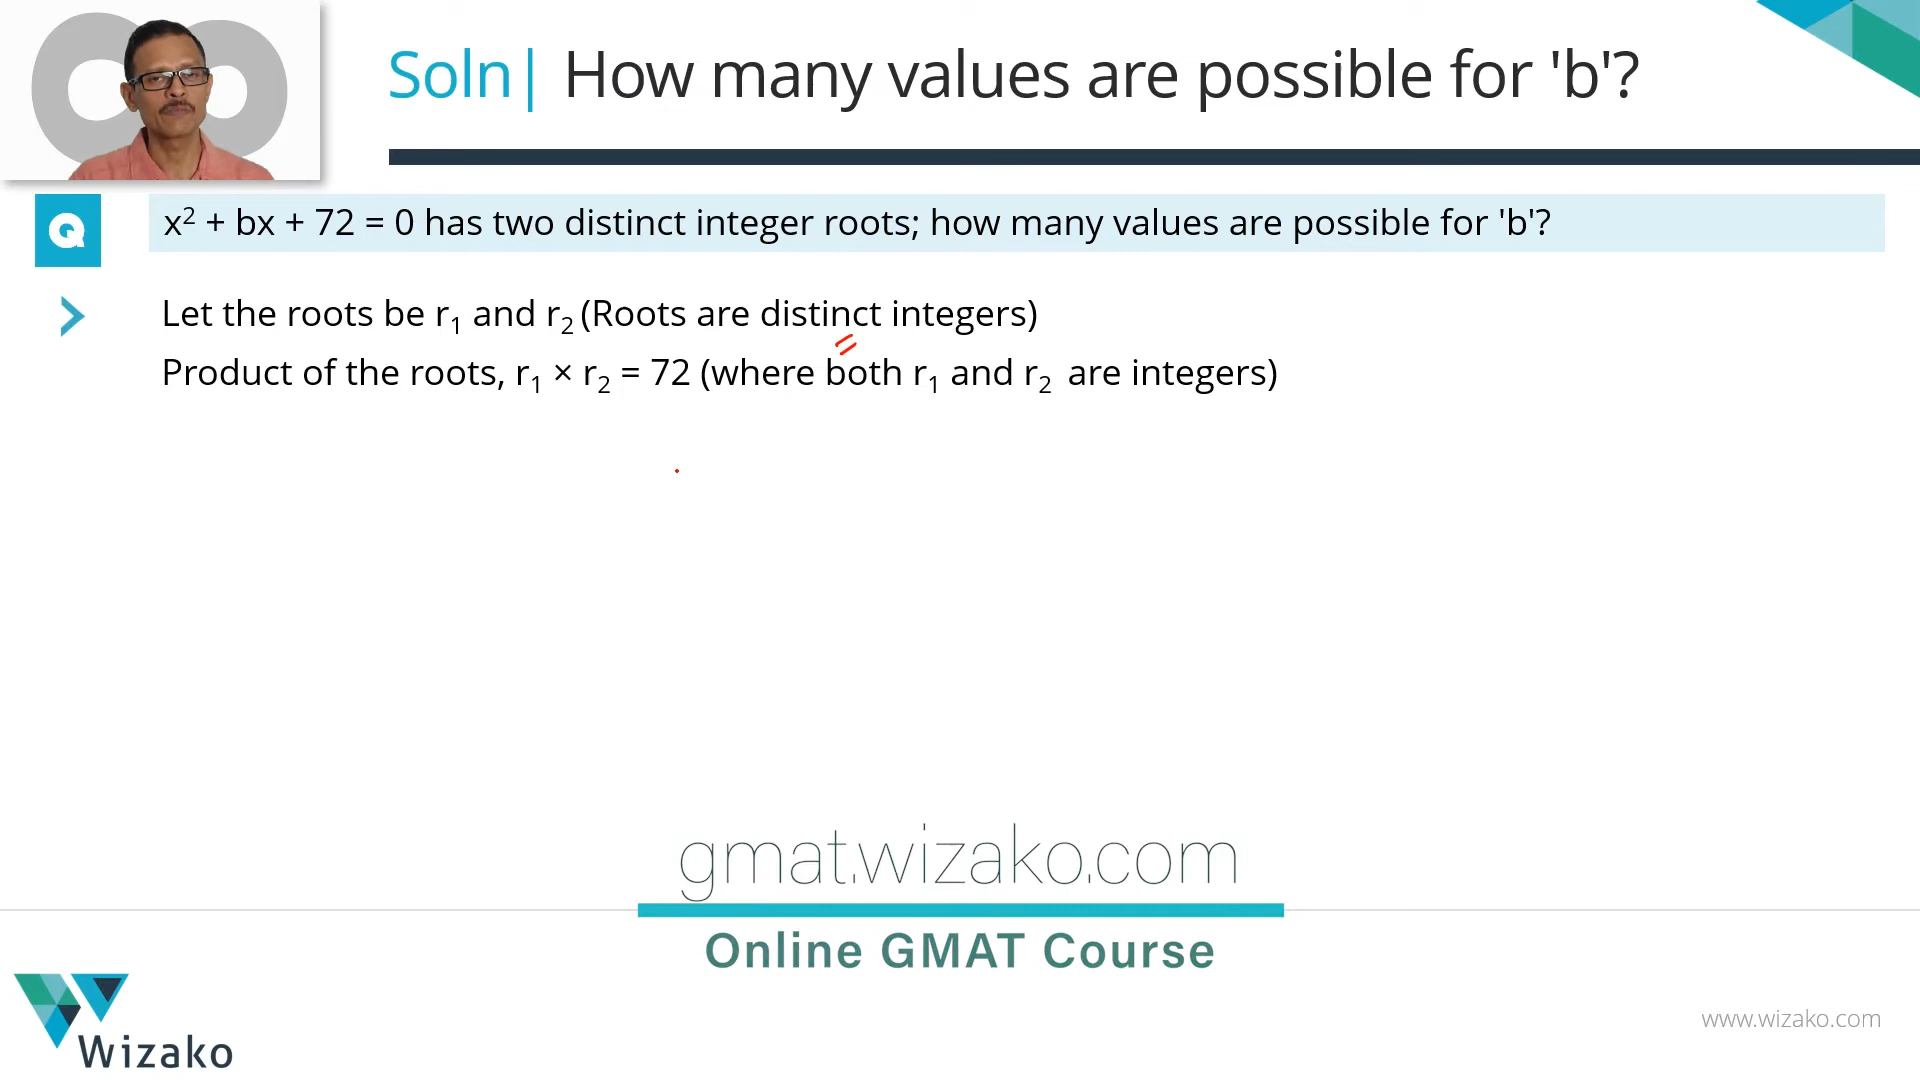 Soln| How many values are possible for 'b'?
Q
x² + bx + 72 = 0 has two distinct integer roots; how many values are possible for 'b'?
Let the roots be r₁ and r₂ (Roots are distinct integers)
Product of the roots, r₁ × r₂ = 72 (where both r₁ and r₂ are integers)
gmat.wizako.com
Online GMAT Course
Wizako
www.wizako.com